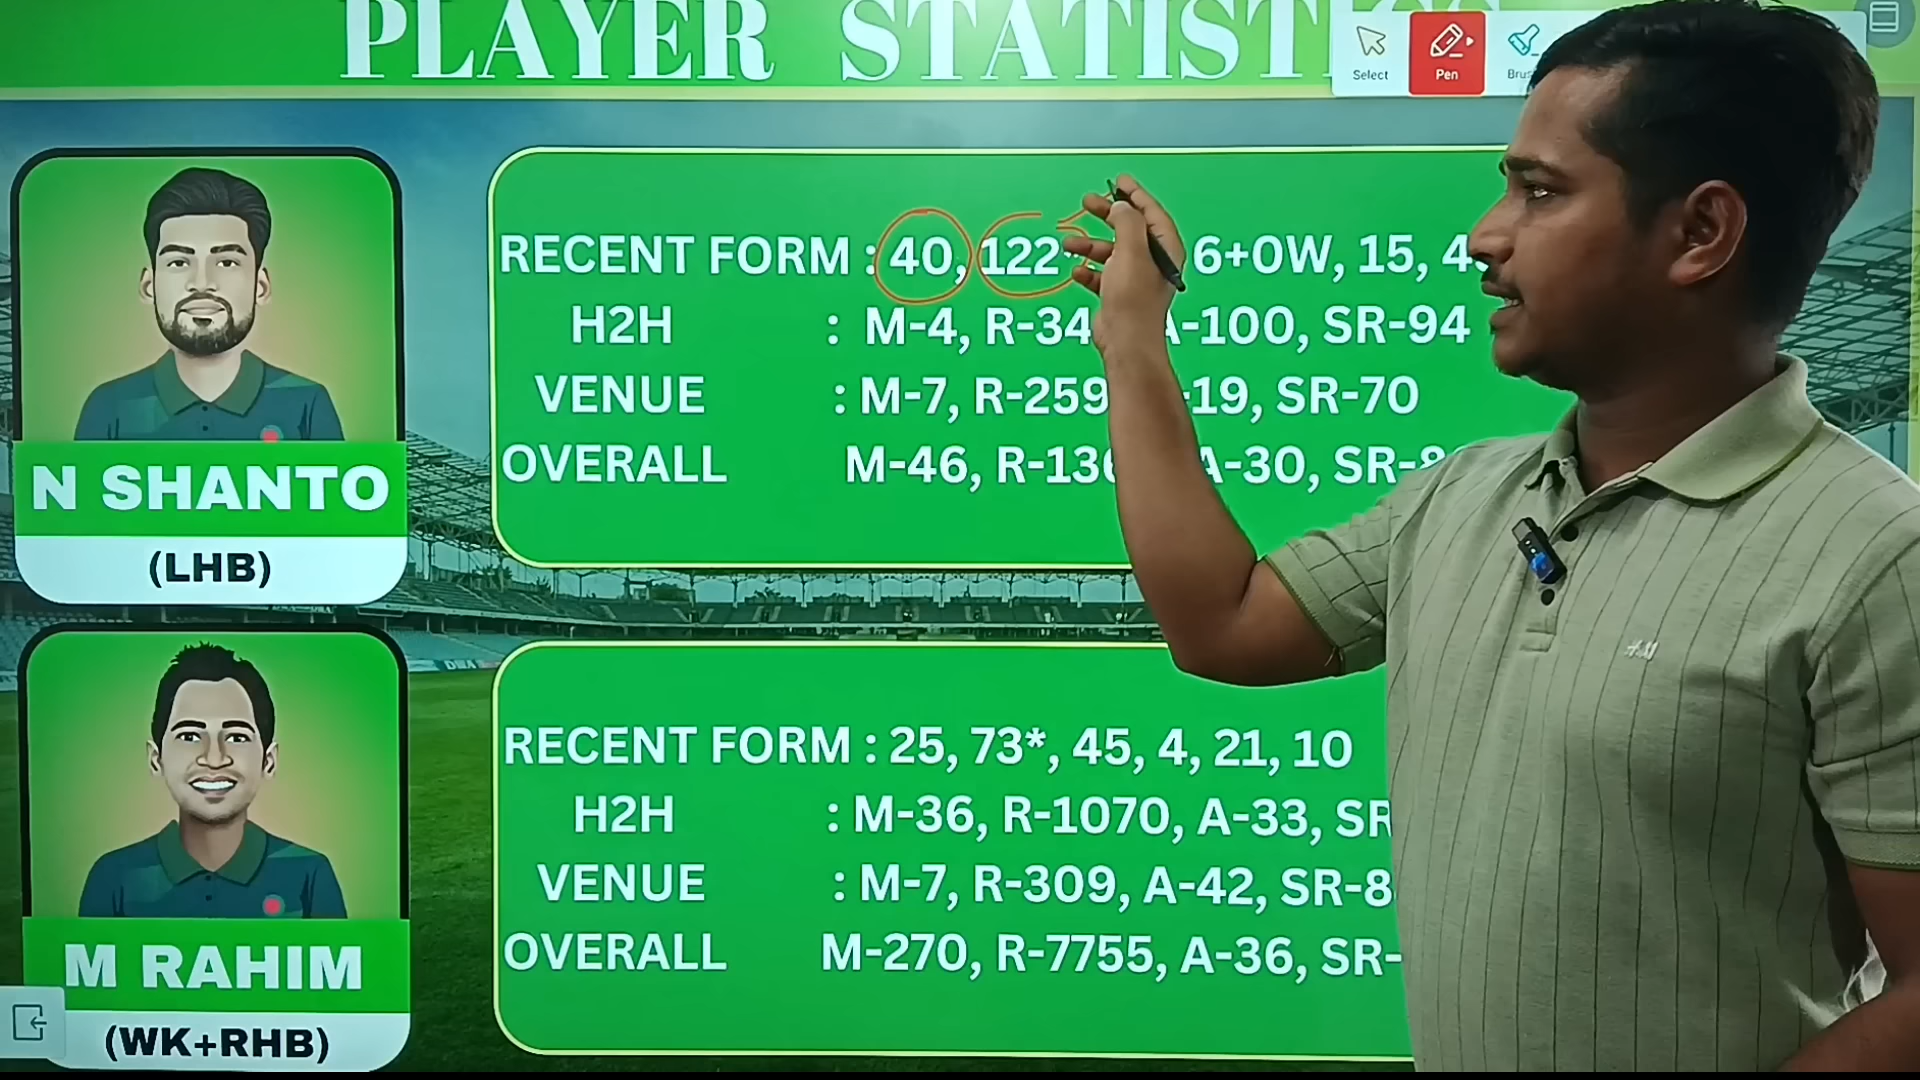 PLAYER STATIST
Select
Pen
RECENT FORM : 40, 122* 6+0W, 15,
H2H : M-4, R-34 A-100, SR-94
VENUE : M-7, R-259 -19, SR-70
OVERALL M-46, R-136 A-30, SR-8
N SHANTO
(LHB)
RECENT FORM : 25, 73*, 45, 4, 21, 10
H2H : M-36, R-1070, A-33, SR
VENUE : M-7, R-309, A-42, SR-8
OVERALL M-270, R-7755, A-36, SR-
M RAHIM
(WK+RHB)